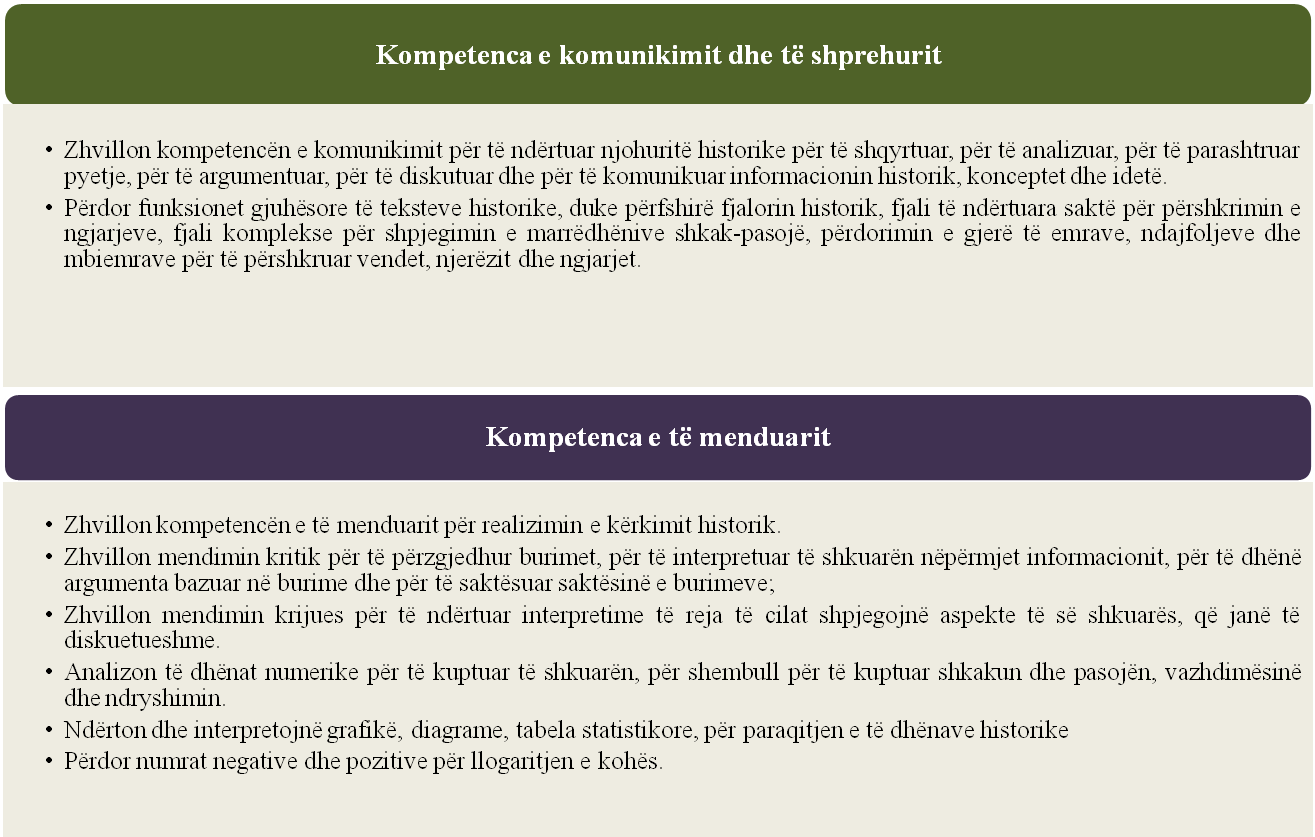 Kompetenca e komunikimit dhe të shprehurit
• Zhvillon kompetencën e komunikimit për të ndërtuar njohuritë historike për të shqyrtuar, për të analizuar, për të parashtruar
pyetje, për të argumentuar, për të diskutuar dhe për të komunikuar informacionin historik, konceptet dhe idetë.
• Përdor funksionet gjuhësore të teksteve historike, duke përfshirë fjalorin historik, fjali të ndërtuara saktë për përshkrimin e
ngjarjeve, fjali komplekse për shpjegimin e marrëdhënive shkak-pasojë, përdorimin e gjerë të emrave, ndajfoljeve dhe
mbiemrave për të përshkruar vendet, njerëzit dhe ngjarjet.
Kompetenca e të menduarit
• Zhvillon kompetencën e të menduarit për realizimin e kërkimit historik.
• Zhvillon mendimin kritik për të përzgjedhur burimet, për të interpretuar të shkuarën nëpërmjet informacionit, për të dhënë
argumenta bazuar në burime dhe për të saktësuar saktësinë e burimeve;
• Zhvillon mendimin krijues për të ndërtuar interpretime të reja të cilat shpjegojnë aspekte të së shkuarës, që janë të
diskuetueshme.
• Analizon të dhënat numerike për të kuptuar të shkuarën, për shembull për të kuptuar shkakun dhe pasojën, vazhdimësinë
dhe ndryshimin.
• Ndërton dhe interpretojnë grafikë, diagrame, tabela statistikore, për paraqitjen e të dhënave historike
• Përdor numrat negative dhe pozitive për llogaritjen e kohës.